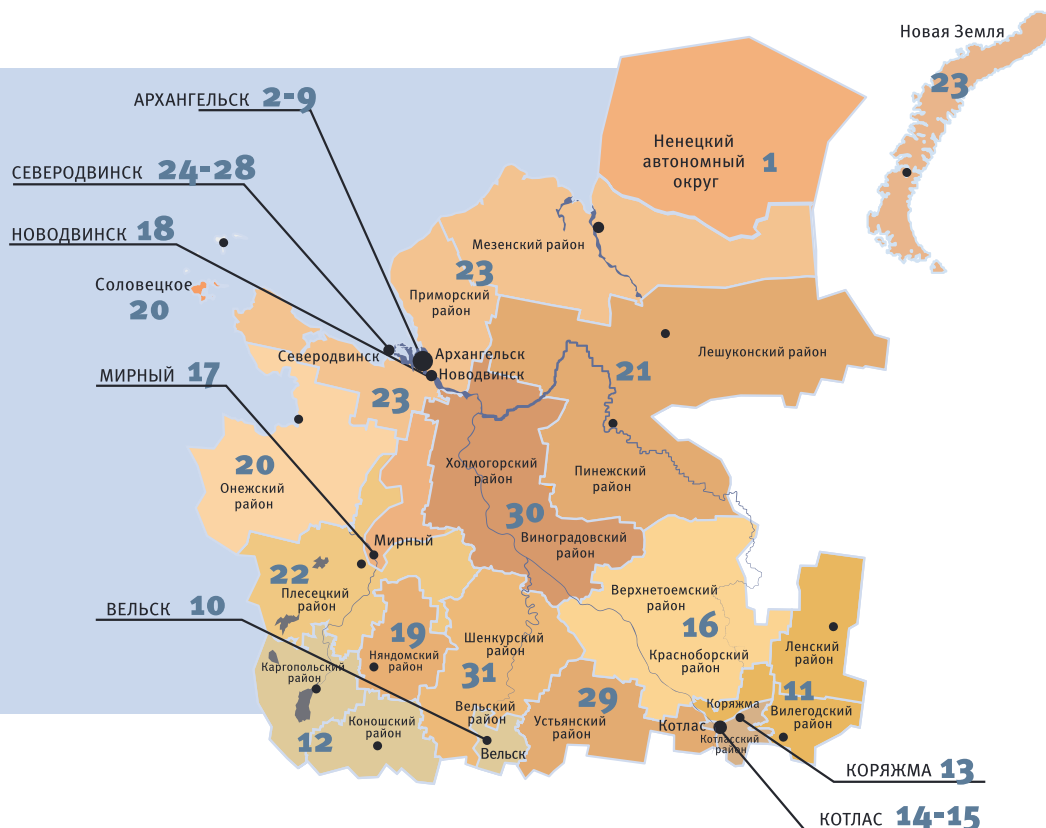 Новая Земля
23
АРХАНГЕЛЬСК 2-9
Ненецкий
автономный
округ
1
СЕВЕРОДВИНСК 24-28
НОВОДВИНСК 18
Мезенский район
23
Приморский
район
Соловецкое
20
Северодвинск
Архангельск
Новодвинск
Лешуконский район
21
МИРНЫЙ 17
23
20
Онежский
район
Холмогорский
район
Пинежский
район
30
Виноградовский
район
Мирный
22
Плесецкий
район
Верхнетоемский
район
16
Красноборский
район
ВЕЛЬСК 10
19
Няндомский
район
Шенкурский
район
31
Вельский
район
Ленский
район
11
Вилегодский
район
Каргопольский
район
12
Коношский
район
Вельск
29
Устьянский
район
Коряжма
Котлас
Котласский
район
КОРЯЖМА 13
КОТЛАС 14-15